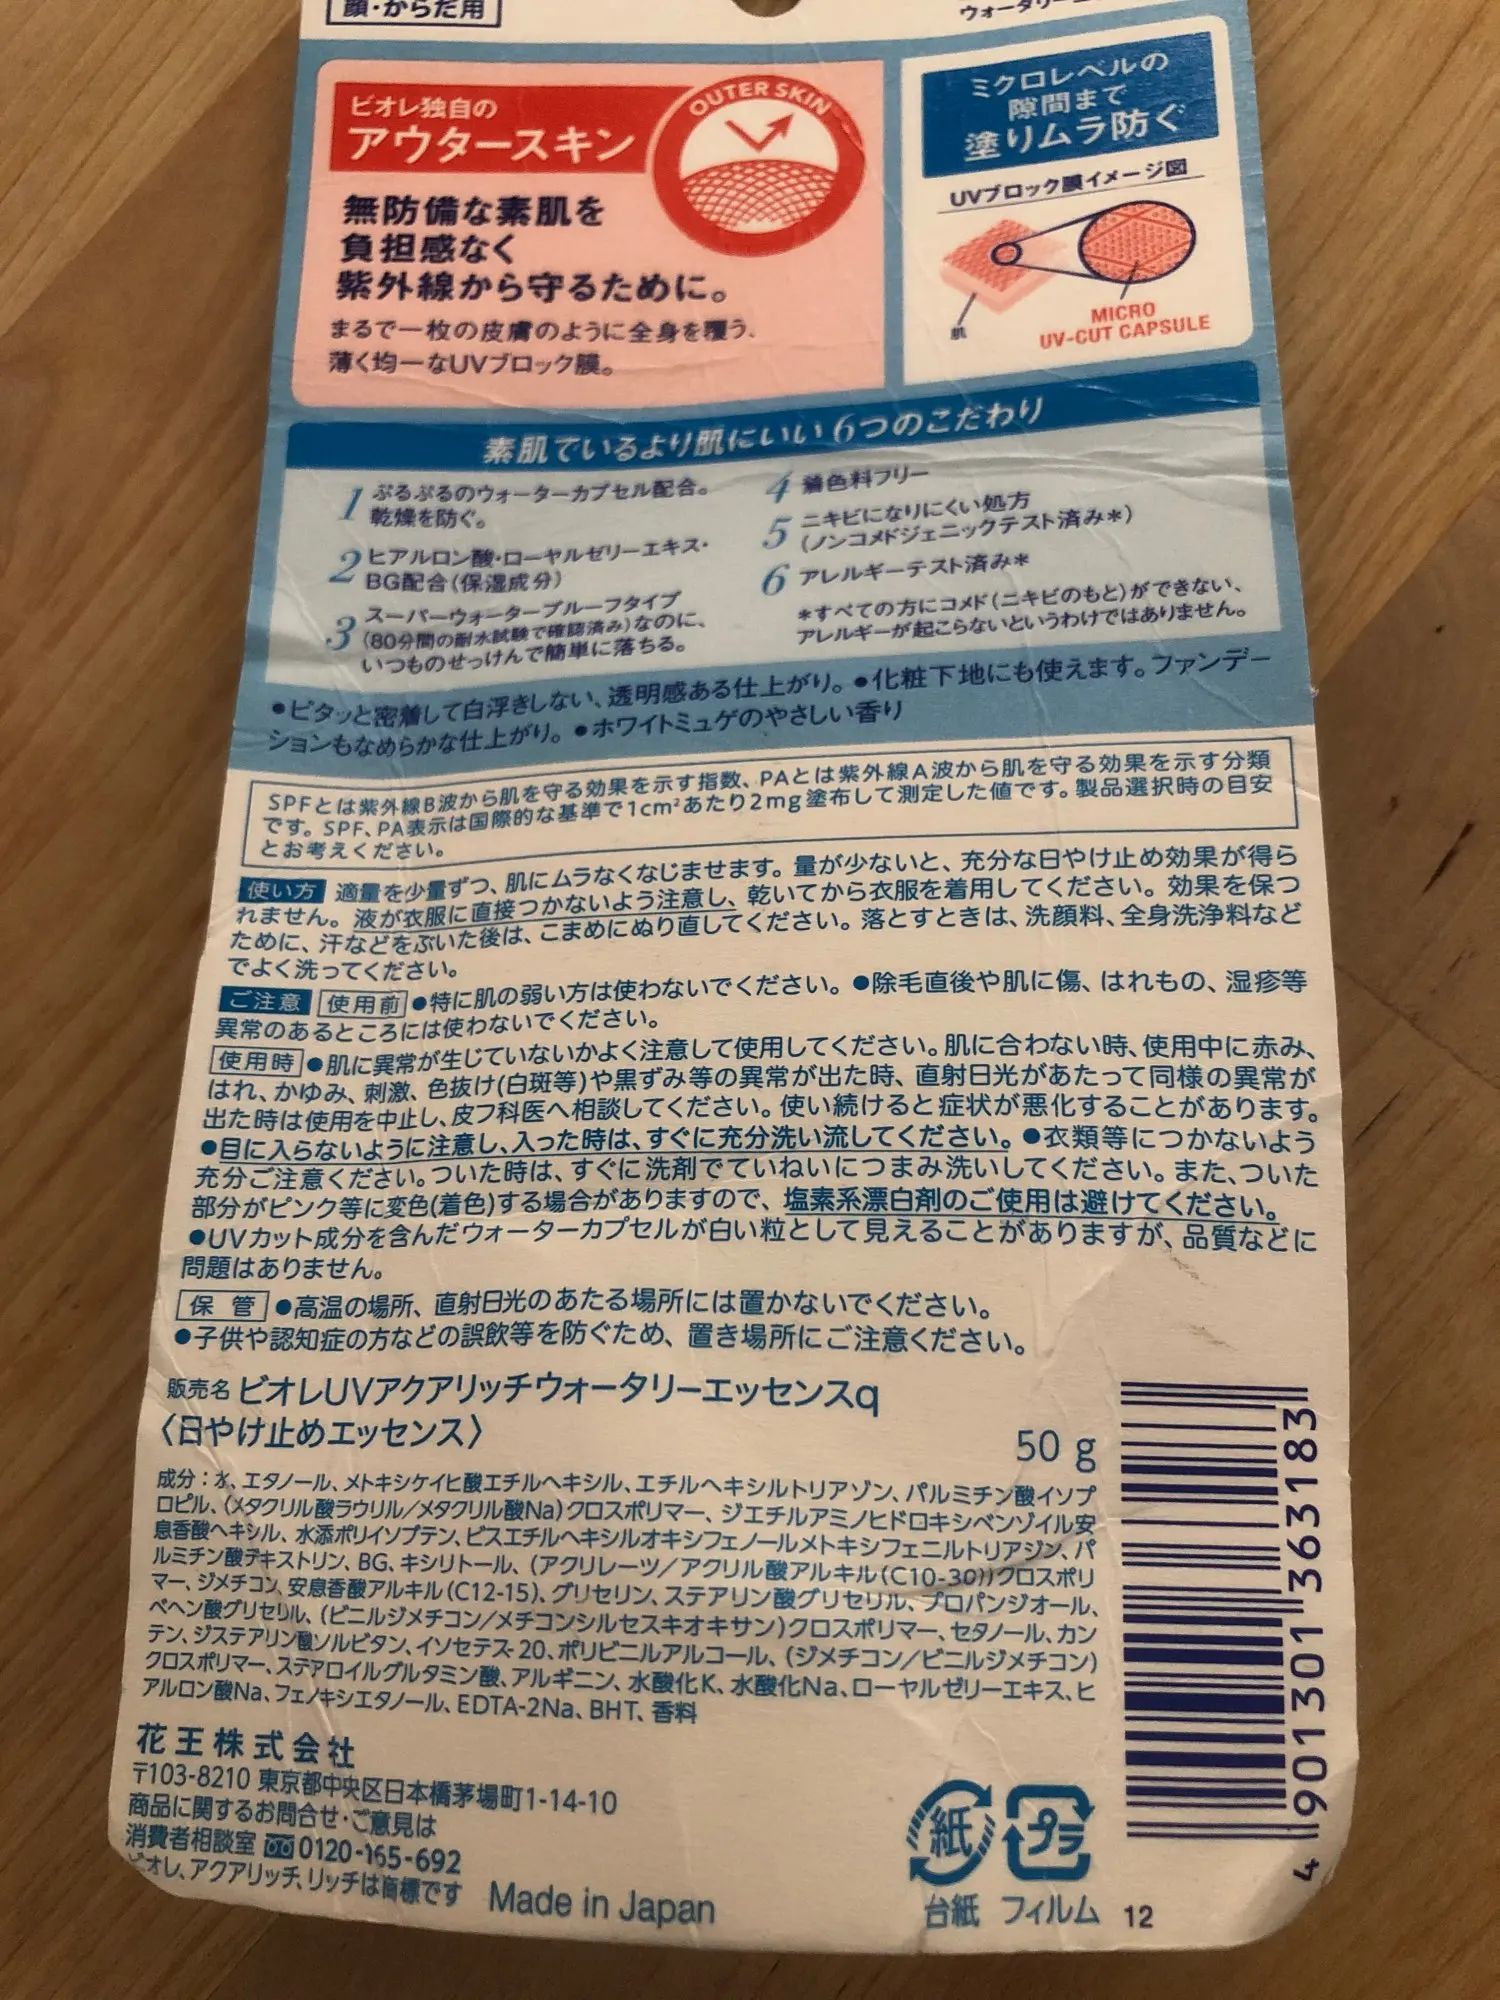 顔・からだ用
ビオレ独自の
アウタースキン
OUTER SKIN
無防備な素肌を
負担感なく
紫外線から守るために。
まるで一枚の皮膚のように全身を覆う、
薄く均一なUVブロック膜。
ミクロレベルの
隙間まで
塗りムラ防ぐ
UVブロック膜イメージ図
肌
MICRO
UV-CUT CAPSULE
素肌でいるより肌にいい6つのこだわり
1 ぷるぷるのウォーターカプセル配合。
乾燥を防ぐ。
2 ヒアルロン酸・ローヤルゼリーエキス・
BG配合(保湿成分)
3 スーパーウォータープルーフタイプ
(80分間の耐水試験で確認済み)なのに、
いつものせっけんで簡単に落ちる。
4 着色料フリー
5 ニキビになりにくい処方
(ノンコメドジェニックテスト済み*)
6 アレルギーテスト済み*
*すべての方にコメド(ニキビのもと)ができない、
アレルギーが起こらないというわけではありません。
●ピタッと密着して白浮きしない、透明感ある仕上がり。●化粧下地にも使えます。ファンデー
ションもなめらかな仕上がり。●ホワイトミュゲのやさしい香り
SPFとは紫外線B波から肌を守る効果を示す指数、PAとは紫外線A波から肌を守る効果を示す分類
です。SPF、PA表示は国際的な基準で1cm²あたり2mg塗布して測定した値です。製品選択時の目安
とお考えください。
使い方 適量を少量ずつ、肌にムラなくなじませます。量が少ないと、充分な日やけ止め効果が得ら
れません。液が衣服に直接つかないよう注意し、乾いてから衣服を着用してください。効果を保つ
ために、汗などをふいた後は、こまめにぬり直してください。落とすときは、洗顔料、全身洗浄料など
でよく洗ってください。
ご注意 使用前 ●特に肌の弱い方は使わないでください。●除毛直後や肌に傷、はれもの、湿疹等
異常のあるところには使わないでください。
使用時 ●肌に異常が生じていないかよく注意して使用してください。肌に合わない時、使用中に赤み、
はれ、かゆみ、刺激、色抜け(白斑等)や黒ずみ等の異常が出た時、直射日光があたって同様の異常が
出た時は使用を中止し、皮フ科医へ相談してください。使い続けると症状が悪化することがあります。
●目に入らないように注意し、入った時は、すぐに充分洗い流してください。●衣類等につかないよう
充分ご注意ください。ついた時は、すぐに洗剤でていねいにつまみ洗いしてください。また、ついた
部分がピンク等に変色(着色)する場合がありますので、塩素系漂白剤のご使用は避けてください。
●UVカット成分を含んだウォーターカプセルが白い粒として見えることがありますが、品質などに
問題はありません。
保管 ●高温の場所、直射日光のあたる場所には置かないでください。
●子供や認知症の方などの誤飲等を防ぐため、置き場所にご注意ください。
販売名 ビオレUVアクアリッチウォータリーエッセンスq
〈日やけ止めエッセンス〉
50 g
成分：水、エタノール、メトキシケイヒ酸エチルヘキシル、エチルヘキシルトリアゾン、パルミチン酸イソプ
ロピル、(メタクリル酸ラウリル／メタクリル酸Na)クロスポリマー、ジエチルアミノヒドロキシベンゾイル安
息香酸ヘキシル、水添ポリイソブテン、ビスエチルヘキシルオキシフェノールメトキシフェニルトリアジン、パ
ルミチン酸デキストリン、BG、キシリトール、(アクリレーツ／アクリル酸アルキル(C10-30))クロスポリ
マー、ジメチコン、安息香酸アルキル(C12-15)、グリセリン、ステアリン酸グリセリル、プロパンジオール、
ベヘン酸グリセリル、(ビニルジメチコン／メチコンシルセスキオキサン)クロスポリマー、セタノール、カン
テン、ジステアリン酸ソルビタン、イソセテス-20、ポリビニルアルコール、(ジメチコン／ビニルジメチコン)
クロスポリマー、ステアロイルグルタミン酸、アルギニン、水酸化K、水酸化Na、ローヤルゼリーエキス、ヒ
アルロン酸Na、フェノキシエタノール、EDTA-2Na、BHT、香料
花王株式会社
〒103-8210 東京都中央区日本橋茅場町1-14-10
商品に関するお問合せ・ご意見は
消費者相談室 0120-165-692
ビオレ、アクアリッチ、リッチは商標です
Made in Japan
紙
プラ
台紙 フィルム 12
4 901301 363183